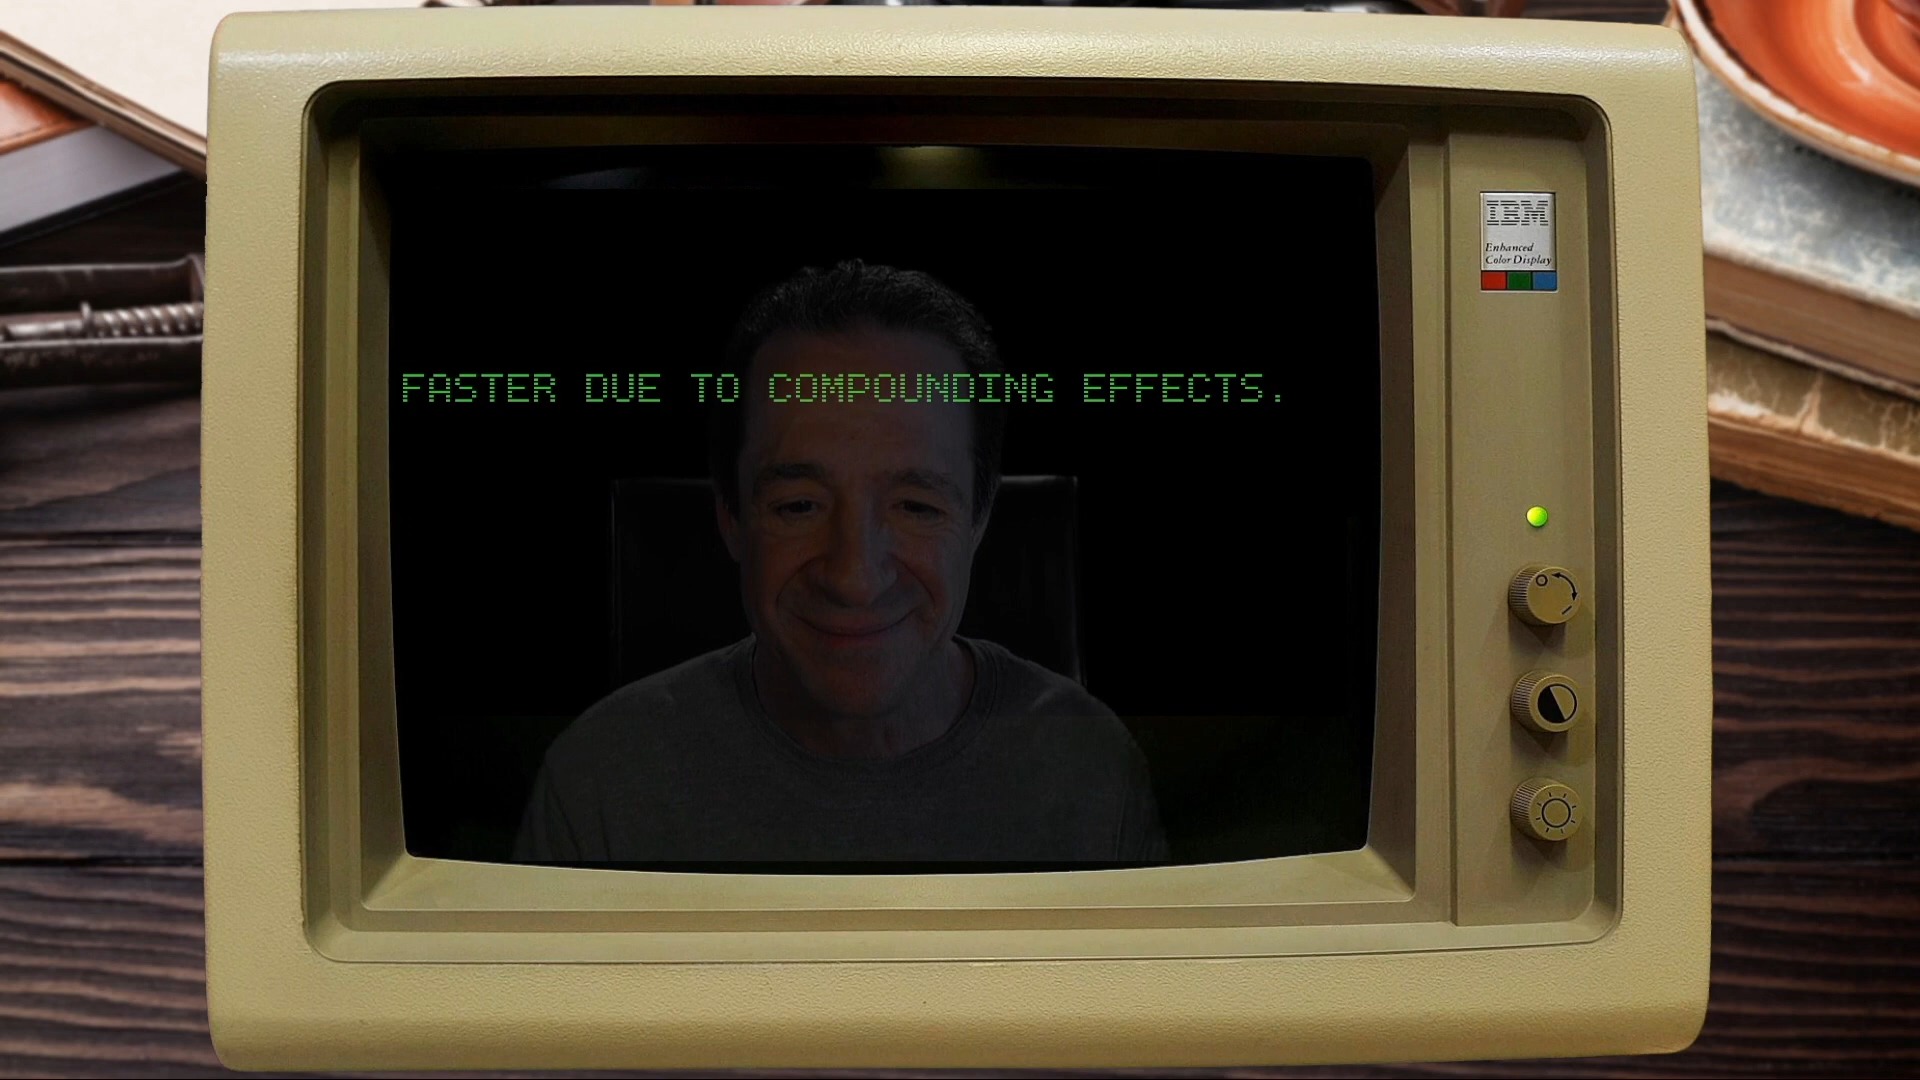 FASTER DUE TO COMPOUNDING EFFECTS.
IBM
Enhanced
Color Display